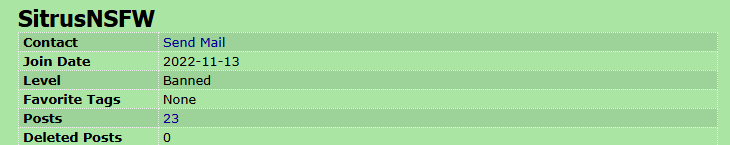 SitrusNSFW
Contact Send Mail
Join Date 2022-11-13
Level Banned
Favorite Tags None
Posts 23
Deleted Posts 0